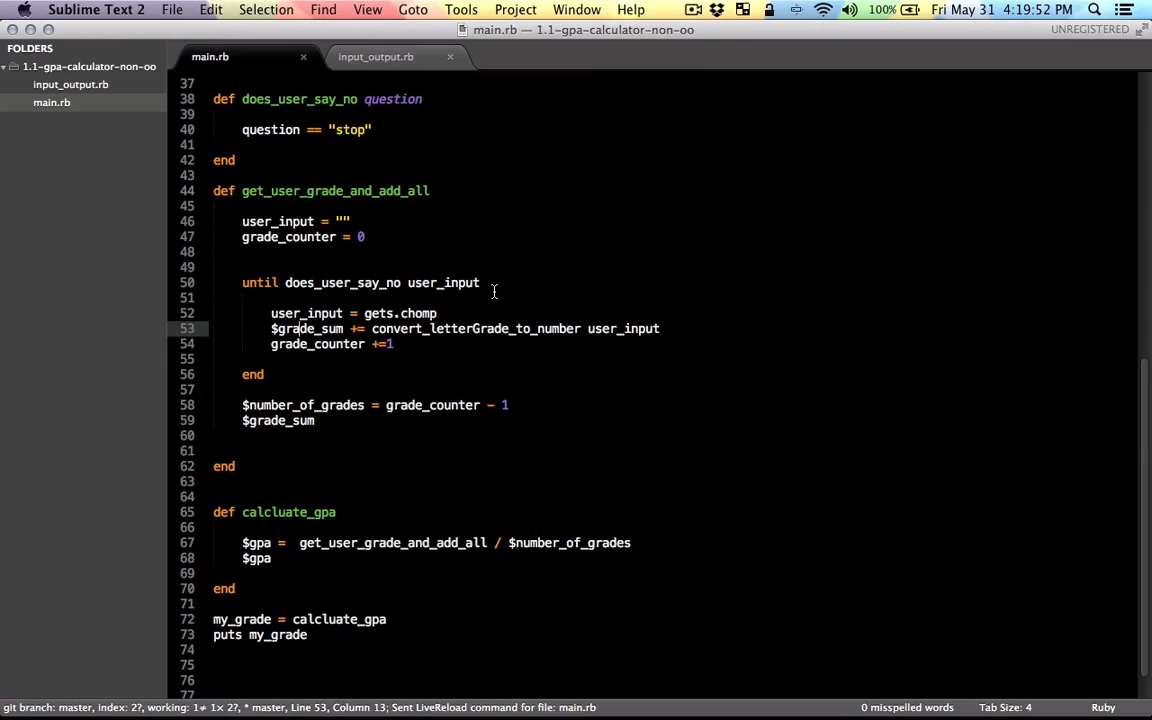 Sublime Text 2 File Edit Selection Find View Goto Tools Project Window Help 100% Fri May 31 4:19:52 PM
main.rb — 1.1-gpa-calculator-non-oo UNREGISTERED
FOLDERS
1.1-gpa-calculator-non-oo
input_output.rb
main.rb
main.rb × input_output.rb ×
37
38 def does_user_say_no question
39
40 question == "stop"
41
42 end
43
44 def get_user_grade_and_add_all
45
46 user_input = ""
47 grade_counter = 0
48
49
50 until does_user_say_no user_input
51
52 user_input = gets.chomp
53 $grade_sum += convert_letterGrade_to_number user_input
54 grade_counter +=1
55
56 end
57
58 $number_of_grades = grade_counter - 1
59 $grade_sum
60
61
62 end
63
64
65 def calcluate_gpa
66
67 $gpa =  get_user_grade_and_add_all / $number_of_grades
68 $gpa
69
70 end
71
72 my_grade = calcluate_gpa
73 puts my_grade
74
75
76
77
git branch: master, index: 2?, working: 1≠ 1× 2?, * master, Line 53, Column 13; Sent LiveReload command for file: main.rb 0 misspelled words Tab Size: 4 Ruby